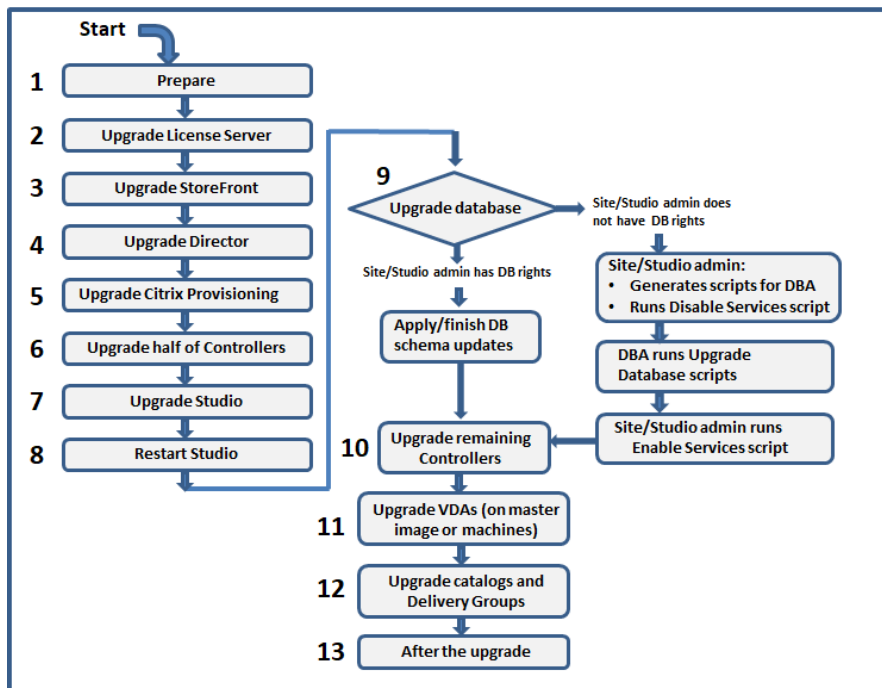 Start
1
Prepare
2
Upgrade License Server
3
Upgrade StoreFront
4
Upgrade Director
5
Upgrade Citrix Provisioning
6
Upgrade half of Controllers
7
Upgrade Studio
8
Restart Studio
9
Upgrade database
Site/Studio admin has DB rights
Apply/finish DB
schema updates
Site/Studio admin does
not have DB rights
Site/Studio admin:
• Generates scripts for DBA
• Runs Disable Services script
DBA runs Upgrade
Database scripts
Site/Studio admin runs
Enable Services script
10
Upgrade remaining
Controllers
11
Upgrade VDAs (on master
image or machines)
12
Upgrade catalogs and
Delivery Groups
13
After the upgrade